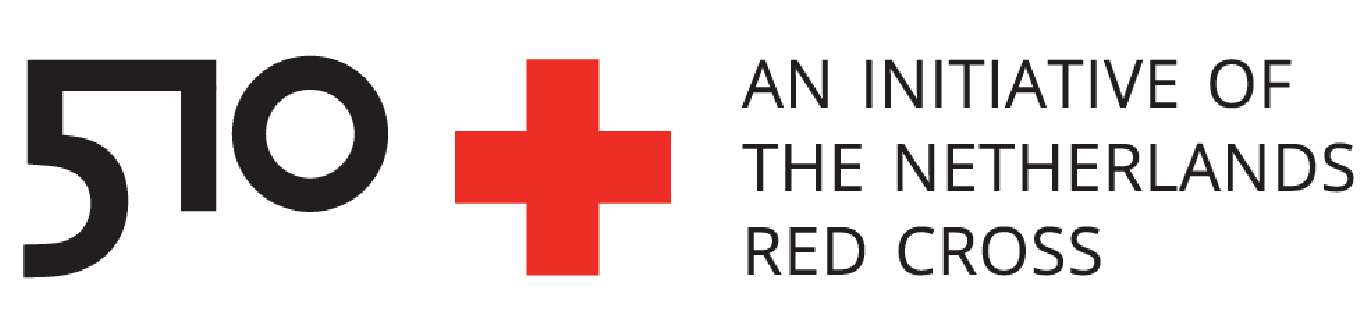 510
AN INITIATIVE OF
THE NETHERLANDS
RED CROSS